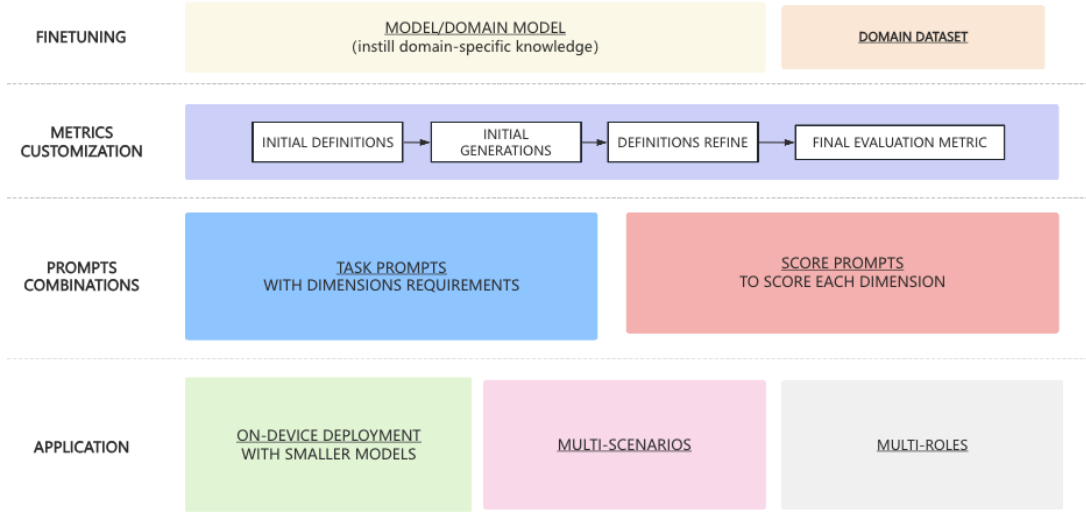 FINETUNING
MODEL/DOMAIN MODEL
(instill domain-specific knowledge)
DOMAIN DATASET
METRICS
CUSTOMIZATION
INITIAL DEFINITIONS
INITIAL
GENERATIONS
DEFINITIONS REFINE
FINAL EVALUATION METRIC
PROMPTS
COMBINATIONS
TASK PROMPTS
WITH DIMENSIONS REQUIREMENTS
SCORE PROMPTS
TO SCORE EACH DIMENSION
APPLICATION
ON-DEVICE DEPLOYMENT
WITH SMALLER MODELS
MULTI-SCENARIOS
MULTI-ROLES